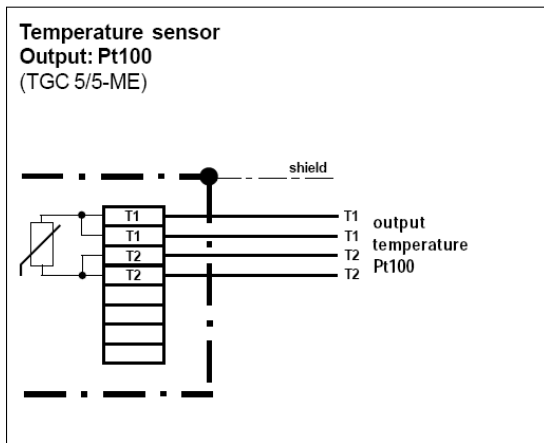 Temperature sensor
Output: Pt100
(TGC 5/5-ME)
shield
T1 T1 output
T1 T1 temperature
T2 T2 Pt100
T2 T2